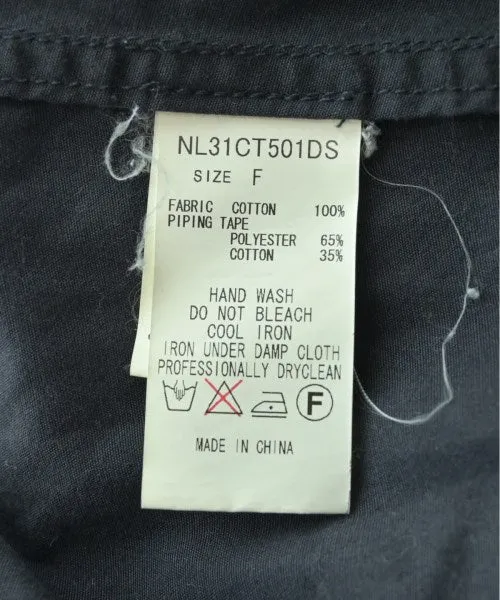 NL31CT501DS
SIZE F
FABRIC COTTON 100%
PIPING TAPE
POLYESTER 65%
COTTON 35%
HAND WASH
DO NOT BLEACH
COOL IRON
IRON UNDER DAMP CLOTH
PROFESSIONALLY DRYCLEAN
F
MADE IN CHINA